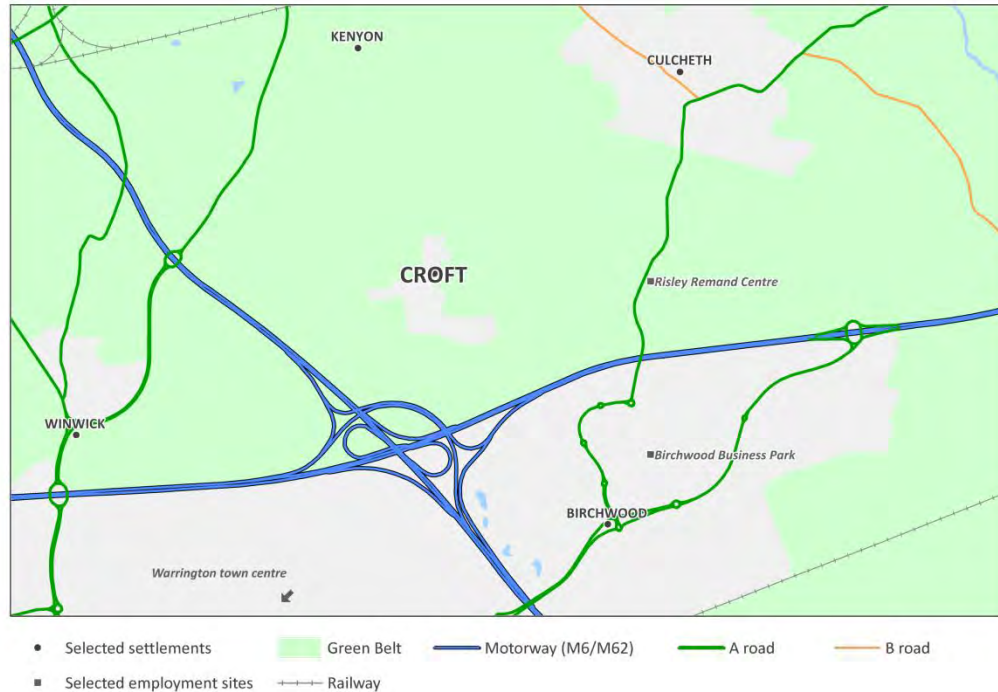 KENYON
CULCHETH
CROFT
Risley Remand Centre
WINWICK
Birchwood Business Park
BIRCHWOOD
Warrington town centre
Selected settlements
Green Belt
Motorway (M6/M62)
A road
B road
Selected employment sites
Railway